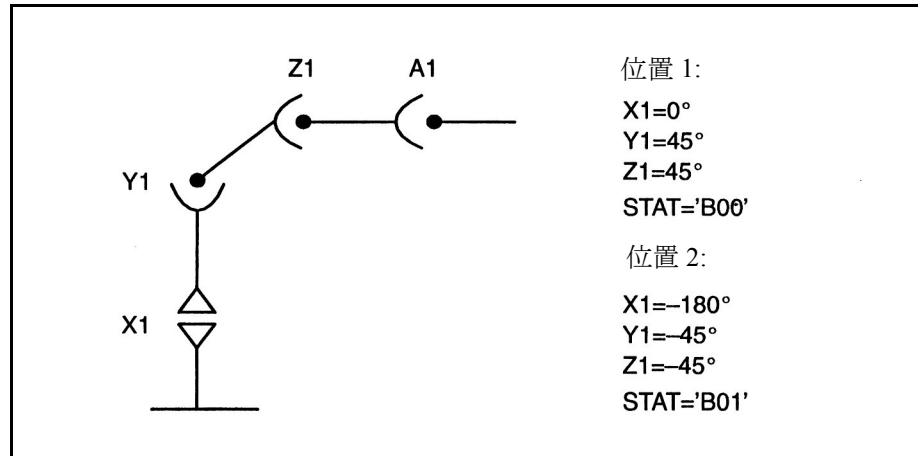 Z1
A1
Y1
X1
位置 1:
X1=0°
Y1=45°
Z1=45°
STAT='B00'
位置 2:
X1=–180°
Y1=–45°
Z1=–45°
STAT='B01'